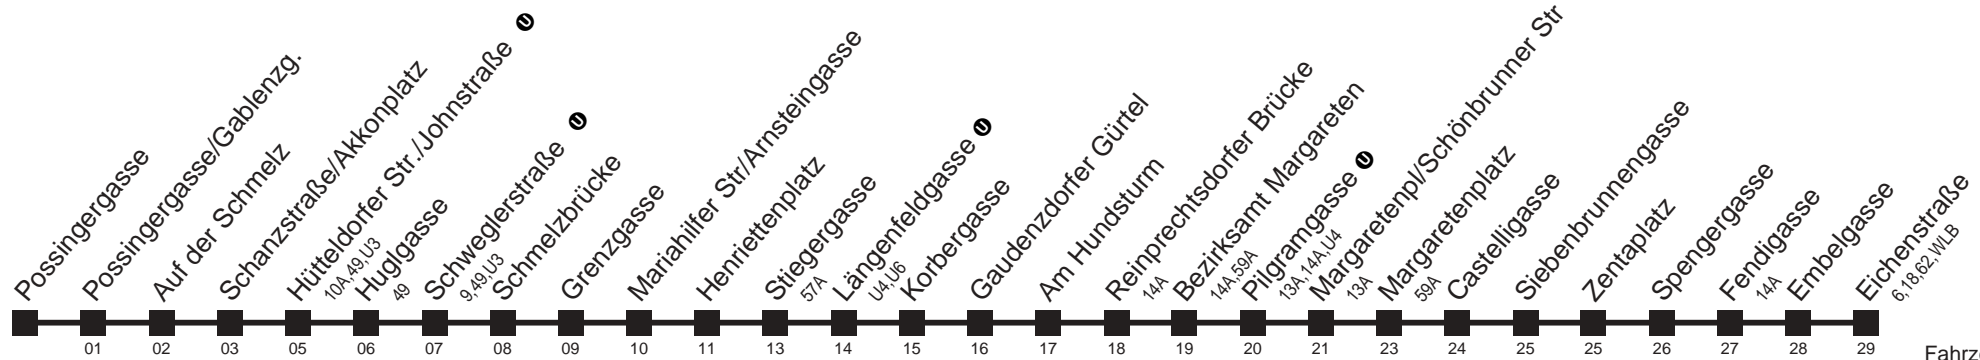 Possingergasse
Possingergasse/Gablenzg.
Auf der Schmelz
Schanzstraße/Akkonplatz
Hütteldorfer Str./Johnstraße U
10A,49,U3
Huglgasse
49
Schweglerstraße U
9,49,U3
Schmelzbrücke
Grenzgasse
Mariahilfer Str/Arnsteingasse
Henriettenplatz
Stiegergasse
57A
Längenfeldgasse U
U4,U6
Korbergasse
Gaudenzdorfer Gürtel
Am Hundsturm
Reinprechtsdorfer Brücke
14A
Bezirksamt Margareten
14A,59A
Pilgramgasse U
13A,14A,U4
Margaretenpl/Schönbrunner Str
13A
Margaretenplatz
59A
Castelligasse
Siebenbrunnengasse
Zentaplatz
Spengergasse
Fendigasse
14A
Embelgasse
Eichenstraße
6,18,62,WLB
01 02 03 05 06 07 08 09 10 11 13 14 15 16 17 18 19 20 21 23 24 25 25 26 27 28 29
Fahrz